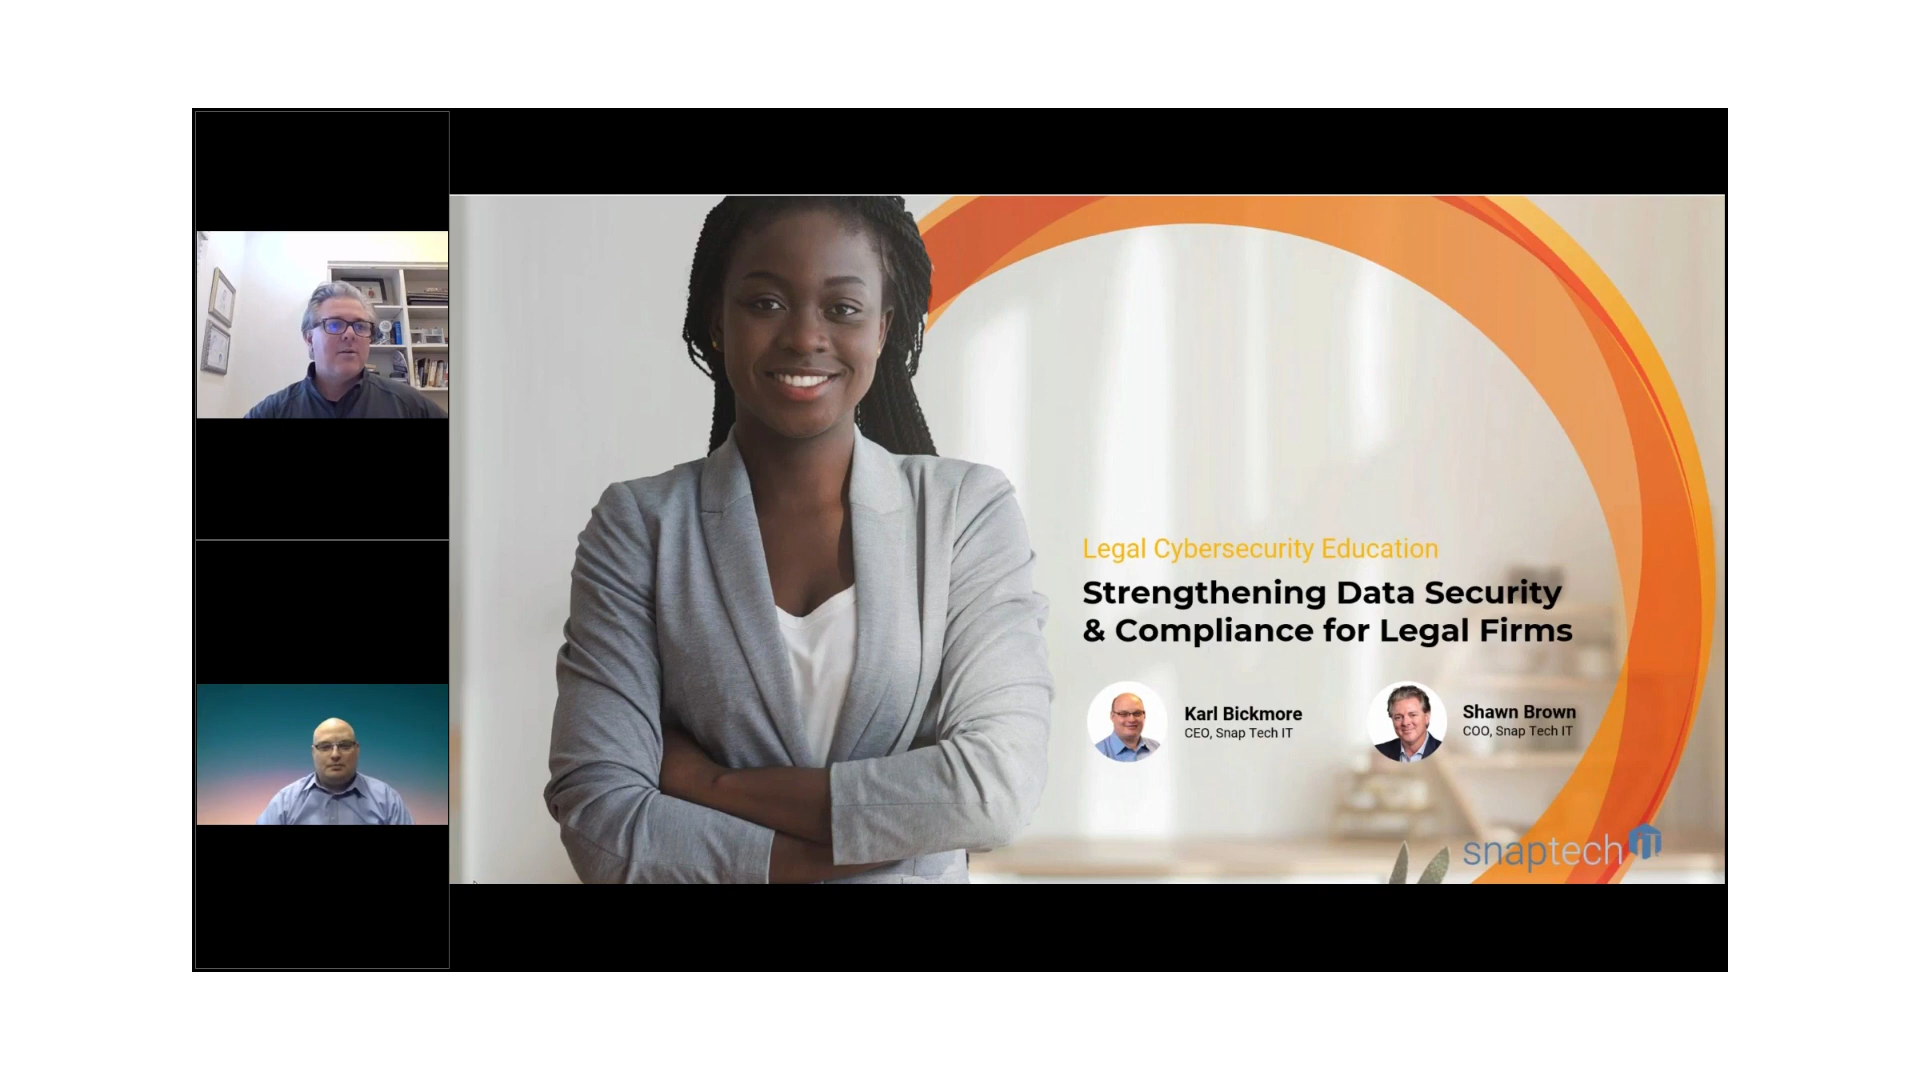 Legal Cybersecurity Education
Strengthening Data Security
& Compliance for Legal Firms
Karl Bickmore
CEO, Snap Tech IT
Shawn Brown
COO, Snap Tech IT
snaptech IT